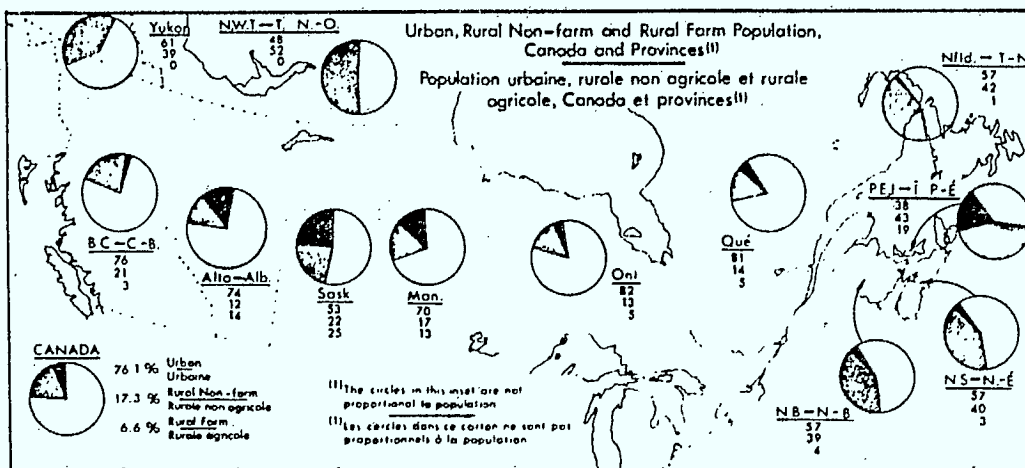 Urban, Rural Non-farm and Rural Farm Population,
Canada and Provinces(1)
Population urbaine, rurale non agricole et rurale
agricole, Canada et provinces(1)
Yukon
61
39
0
N.W.T.—T. N.-O.
48
52
0
Nfld.—T-N
57
42
1
BC—C-B.
76
21
3
Alta—Alb.
74
12
14
Sask
53
22
25
Man.
70
17
13
Ont
82
13
5
Qué
81
14
5
PEI—Î P-É
38
43
19
NB—N-B
57
39
4
NS—N.-É
57
40
3
CANADA
76.1 % Urban
Urbaine
17.3 % Rural Non-farm
Rurale non agricole
6.6 % Rural Farm
Rurale agricole
(1)The circles in this inset are not
proportional to population
(1)Les cercles dans ce carton ne sont pas
proportionnels à la population